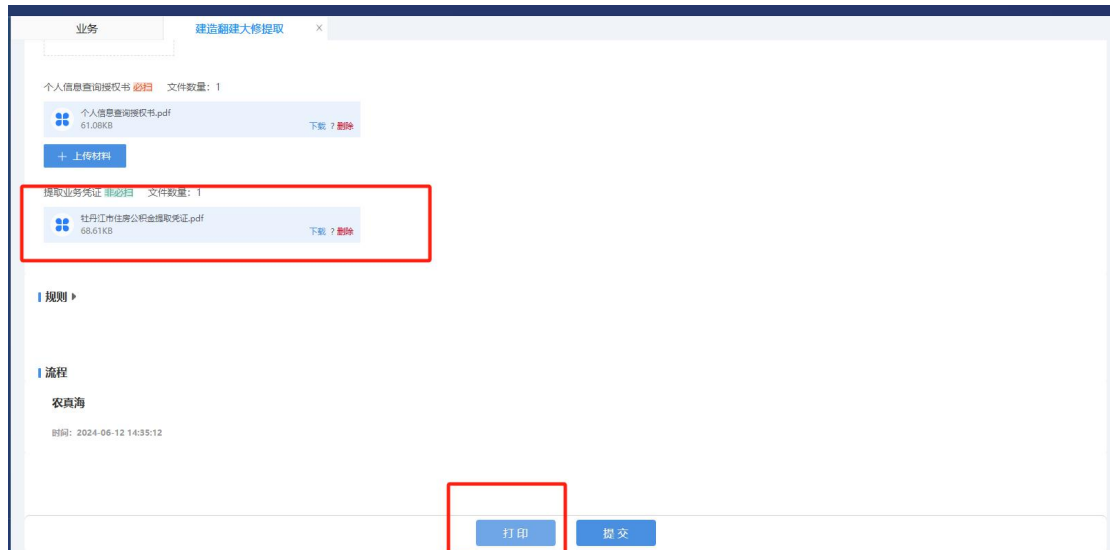 业务 建造翻建大修提取 ×
个人信息查询授权书 必扫 文件数量：1
个人信息查询授权书.pdf
61.08KB 下载 ? 删除
+ 上传材料
提取业务凭证 非必扫 文件数量：1
牡丹江市住房公积金提取凭证.pdf
68.61KB 下载 ? 删除
规则
流程
农真海
时间：2024-06-12 14:35:12
打印 提交